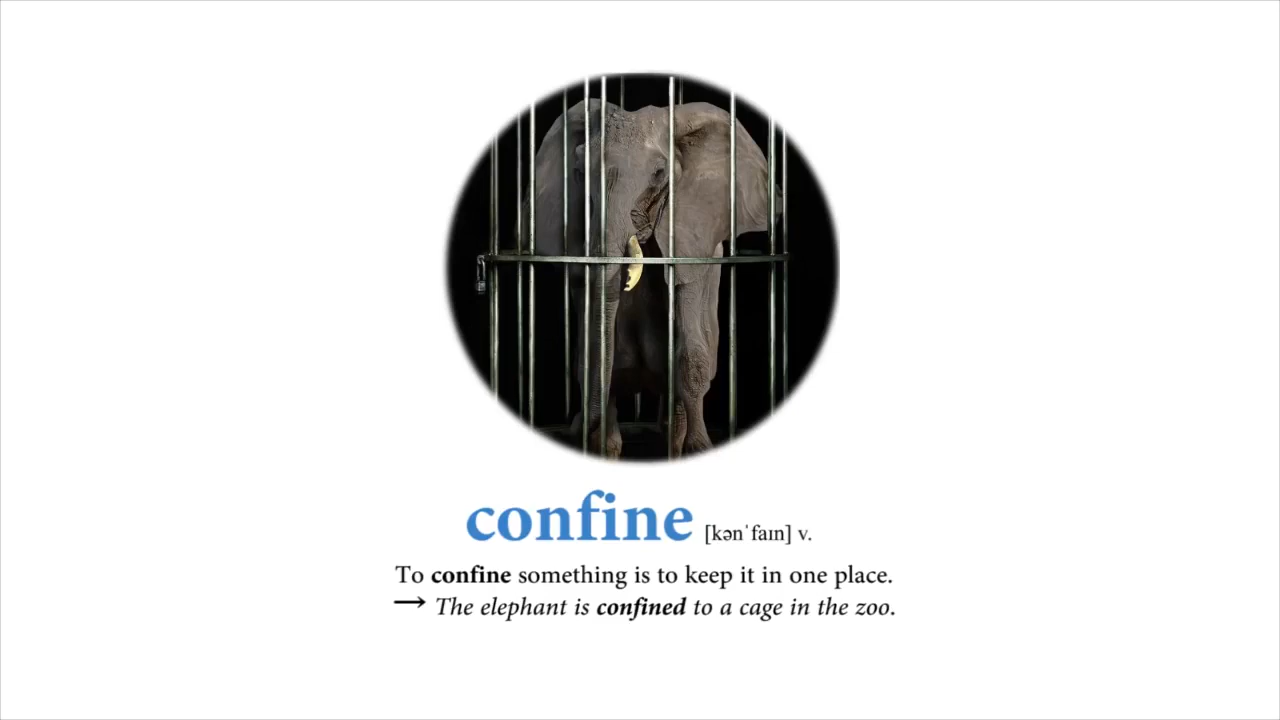 confine [kənˈfaɪn] v.
To confine something is to keep it in one place.
→ The elephant is confined to a cage in the zoo.